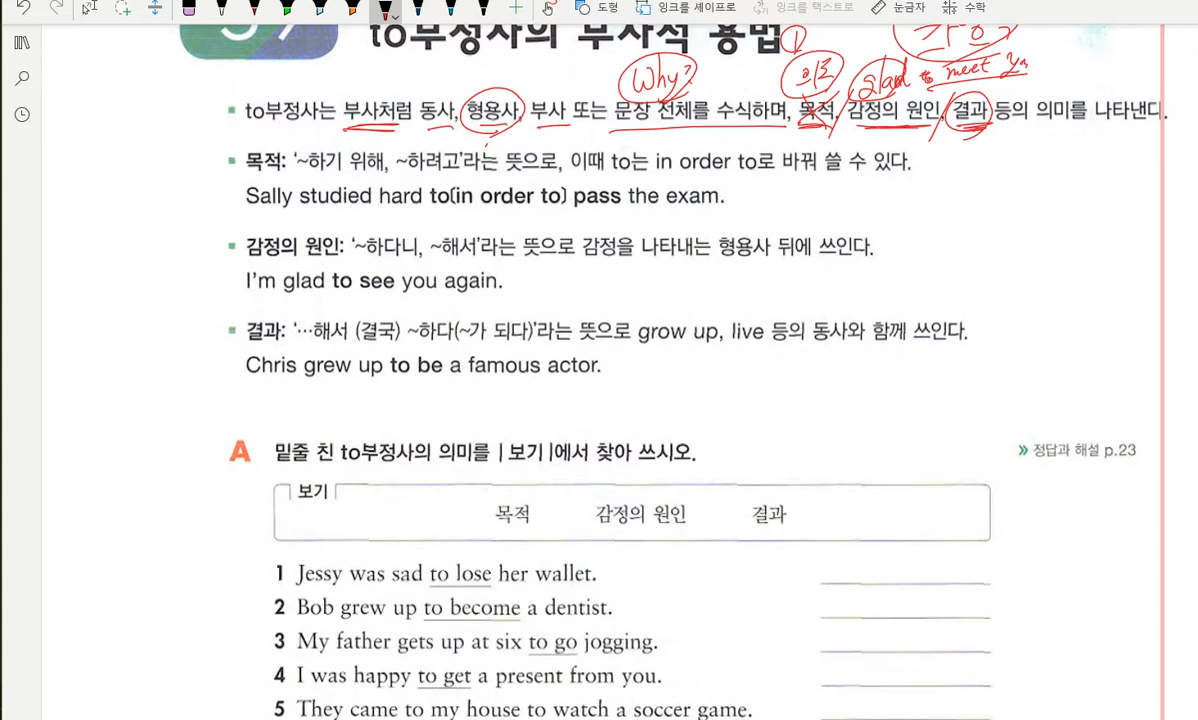 도형 잉크를 셰이프로 잉크를 텍스트로 눈금자 수학
to부정사의 부사적 용법
①
Why? 의도 glad to meet you
to부정사는 부사처럼 동사, 형용사, 부사 또는 문장 전체를 수식하며, 목적, 감정의 원인, 결과 등의 의미를 나타낸다.
목적: ‘~하기 위해, ~하려고’라는 뜻으로, 이때 to는 in order to로 바꿔 쓸 수 있다.
Sally studied hard to(in order to) pass the exam.
감정의 원인: ‘~하다니, ~해서’라는 뜻으로 감정을 나타내는 형용사 뒤에 쓰인다.
I’m glad to see you again.
결과: ‘…해서 (결국) ~하다(~가 되다)’라는 뜻으로 grow up, live 등의 동사와 함께 쓰인다.
Chris grew up to be a famous actor.
A 밑줄 친 to부정사의 의미를 | 보기 |에서 찾아 쓰시오.
» 정답과 해설 p.23
보기
목적 감정의 원인 결과
1 Jessy was sad to lose her wallet.
2 Bob grew up to become a dentist.
3 My father gets up at six to go jogging.
4 I was happy to get a present from you.
5 They came to my house to watch a soccer game.